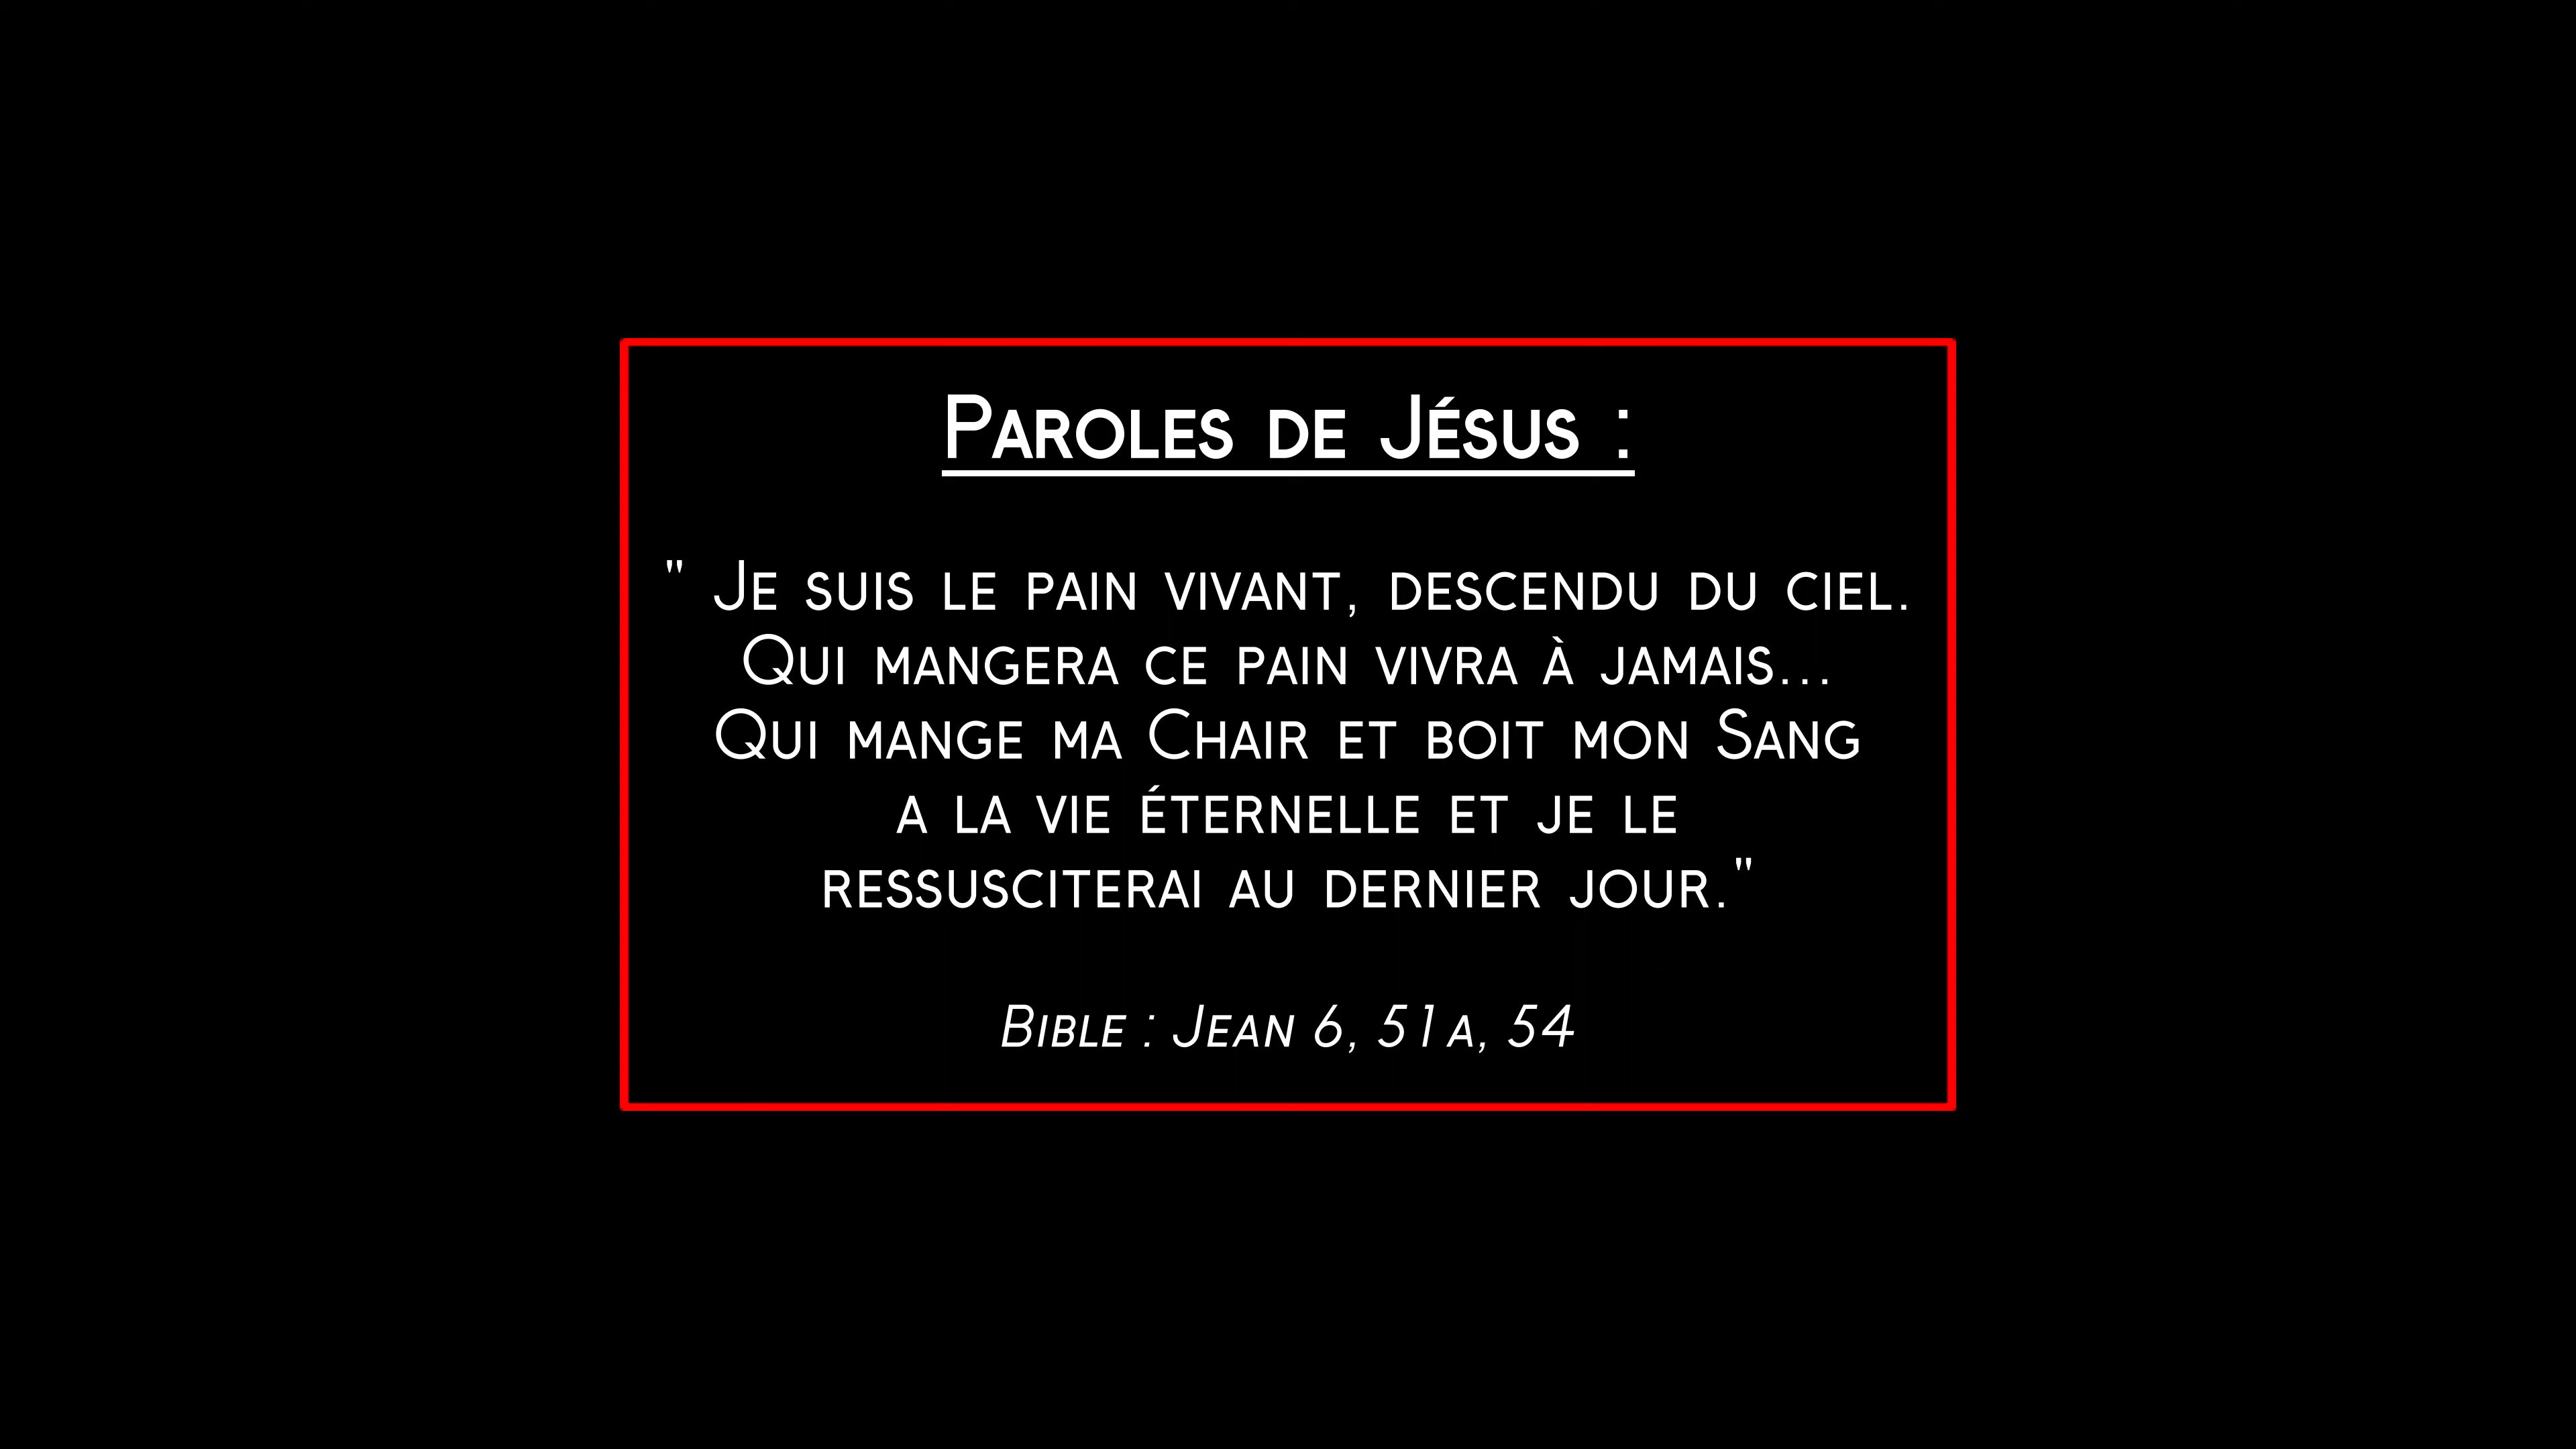 Paroles de Jésus :
" Je suis le pain vivant, descendu du ciel.
Qui mangera ce pain vivra à jamais...
Qui mange ma Chair et boit mon Sang
a la vie éternelle et je le
ressusciterai au dernier jour."
Bible : Jean 6, 51a, 54